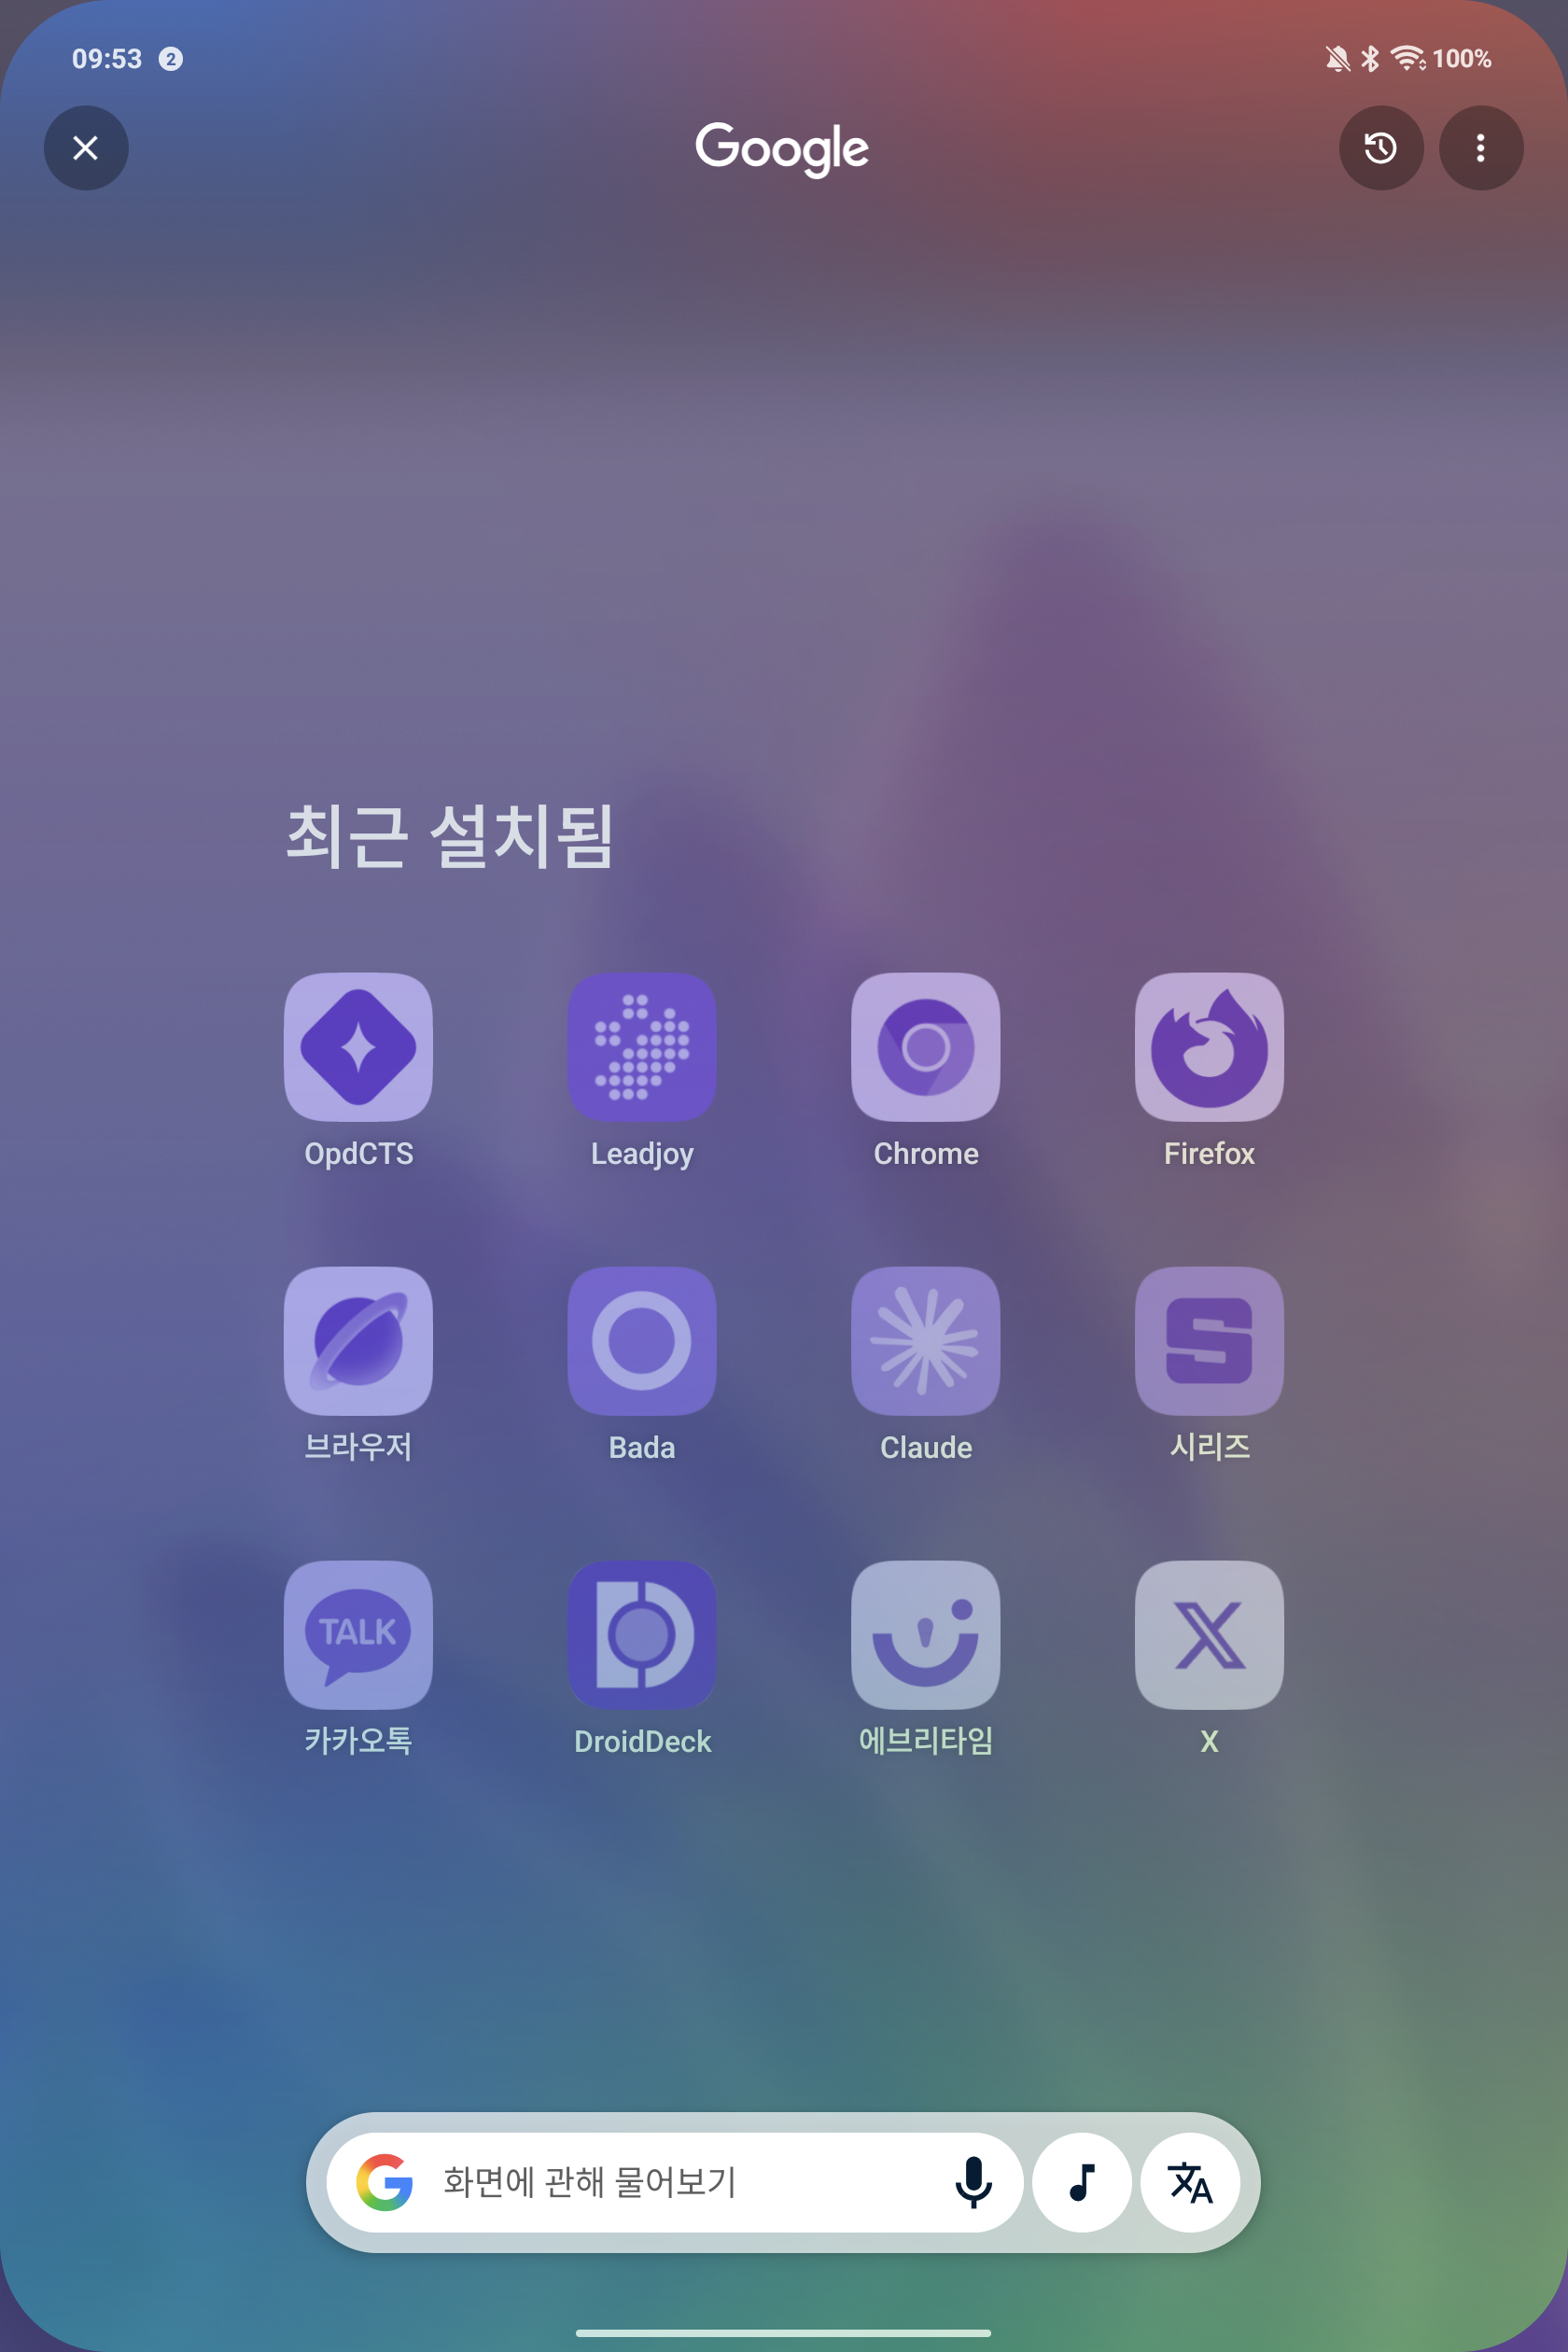 09:53 2 100%
Google
최근 설치됨
OpdCTS Leadjoy Chrome Firefox
브라우저 Bada Claude 시리즈
TALK
카카오톡 DroidDeck 에브리타임 X
화면에 관해 물어보기